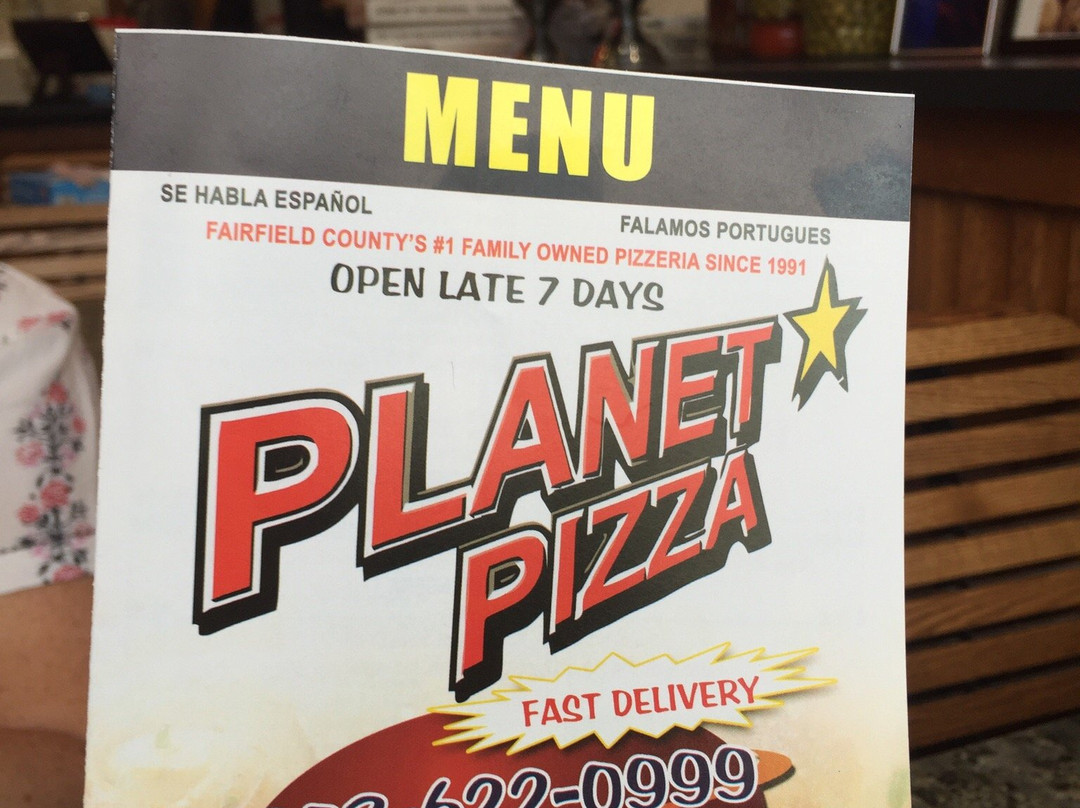 MENU
SE HABLA ESPAÑOL
FALAMOS PORTUGUES
FAIRFIELD COUNTY'S #1 FAMILY OWNED PIZZERIA SINCE 1991
OPEN LATE 7 DAYS
PLANET
PIZZA
FAST DELIVERY
622-0999